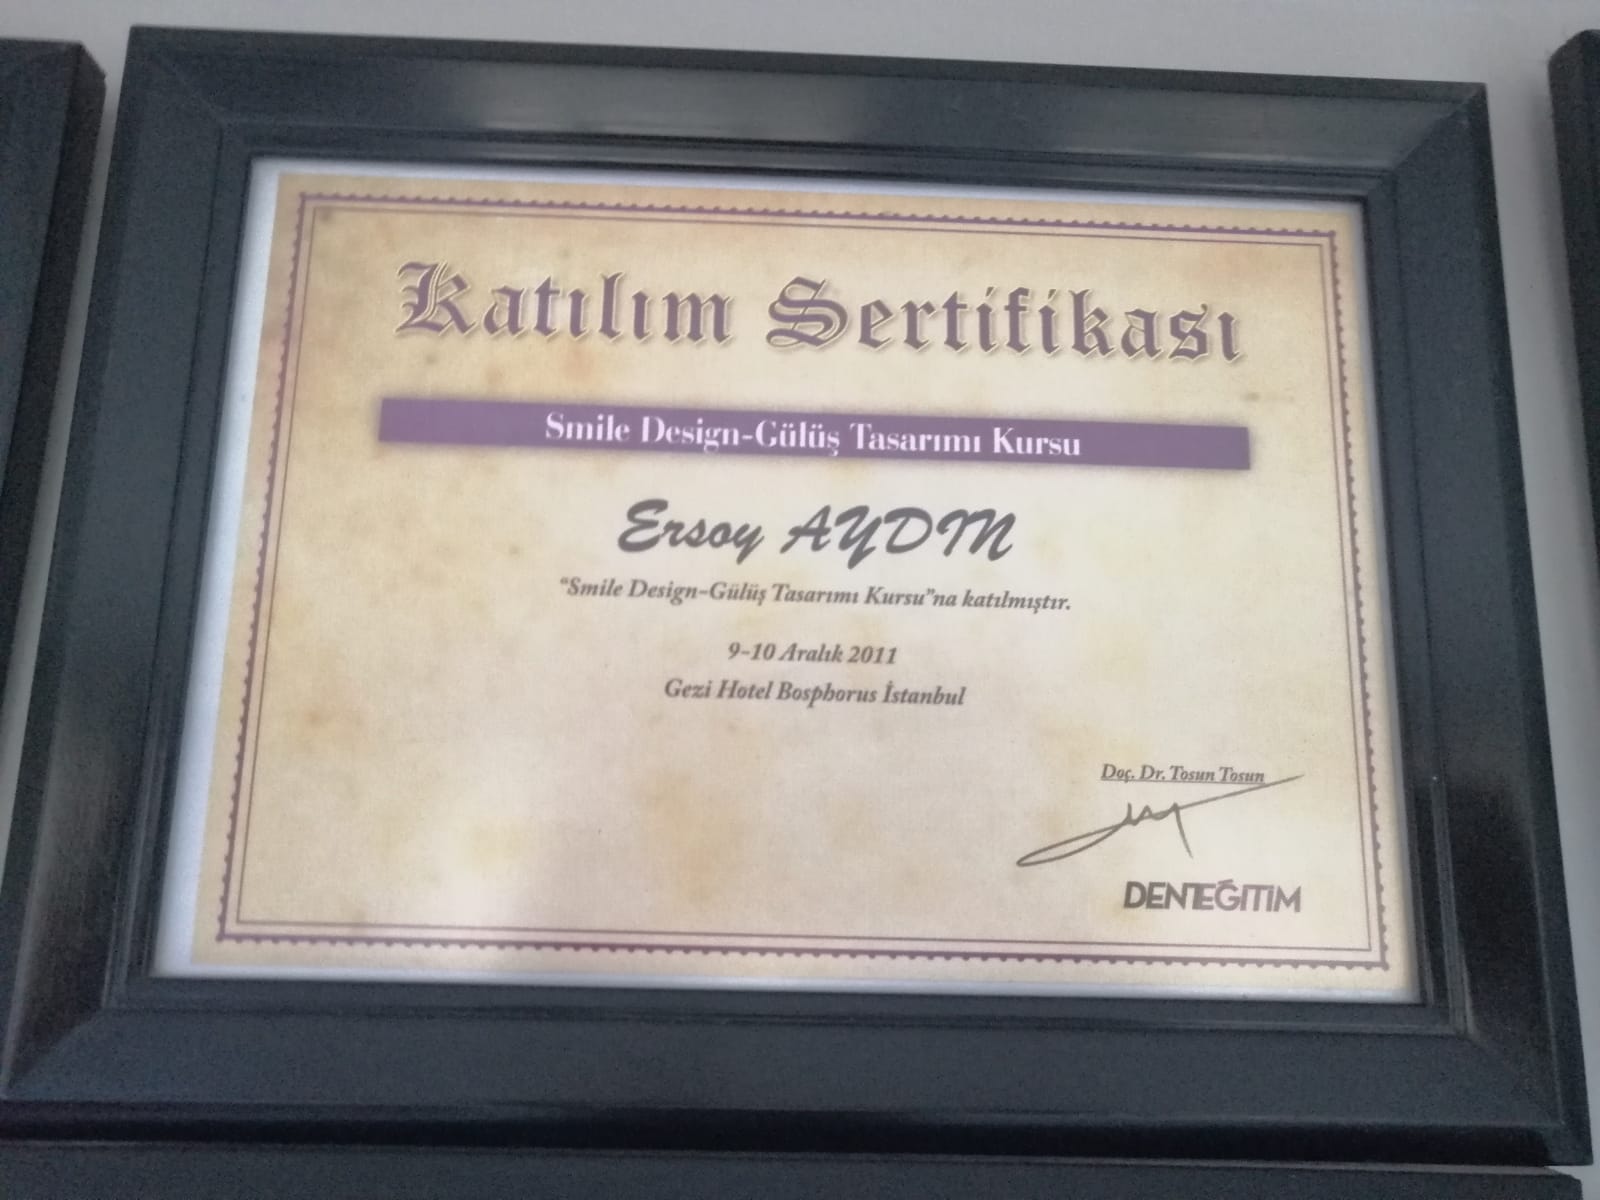 Katılım Sertifikası
Smile Design-Gülüş Tasarımı Kursu
Ersoy AYDIN
“Smile Design-Gülüş Tasarımı Kursu”na katılmıştır.
9-10 Aralık 2011
Gezi Hotel Bosphorus İstanbul
Doç. Dr. Tosun Tosun
DENTEĞİTİM